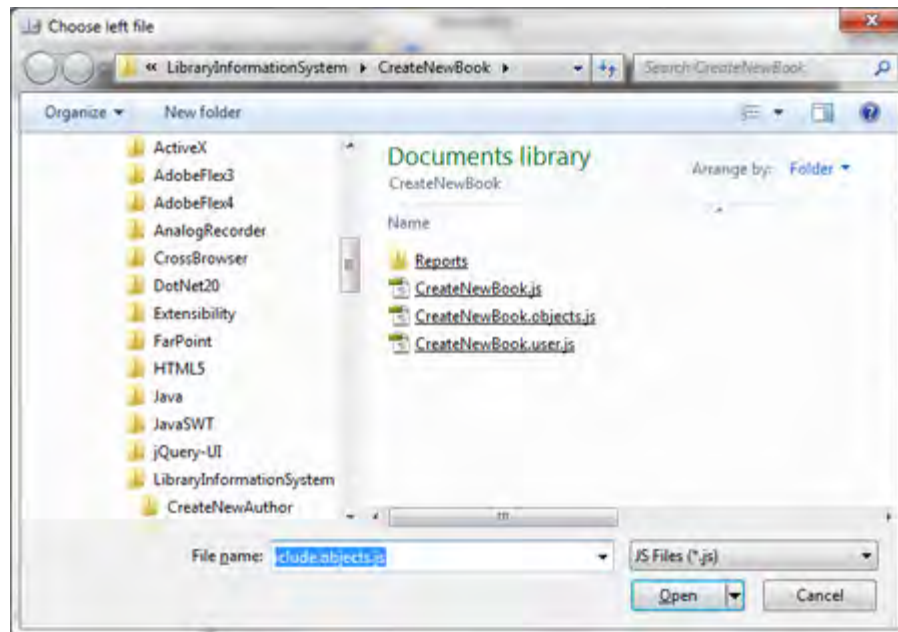 Choose left file
« LibraryInformationSystem ▸ CreateNewBook ▸
Search CreateNewBook
Organize
New folder
ActiveX
AdobeFlex3
AdobeFlex4
AnalogRecorder
CrossBrowser
DotNet20
Extensibility
FarPoint
HTML5
Java
JavaSWT
jQuery-UI
LibraryInformationSystem
CreateNewAuthor
Documents library
CreateNewBook
Arrange by: Folder
Name
Reports
CreateNewBook.js
CreateNewBook.objects.js
CreateNewBook.user.js
File name: clude.objects.js
JS Files (*.js)
Open
Cancel